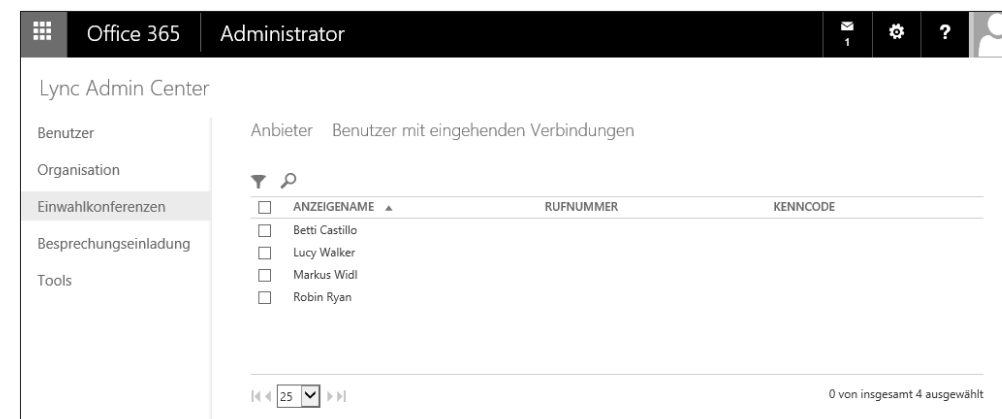 Office 365 Administrator 1 ?
Lync Admin Center
Benutzer
Organisation
Einwahlkonferenzen
Besprechungseinladung
Tools
Anbieter Benutzer mit eingehenden Verbindungen
ANZEIGENAME RUFNUMMER KENNCODE
Betti Castillo
Lucy Walker
Markus Widl
Robin Ryan
25
0 von insgesamt 4 ausgewählt